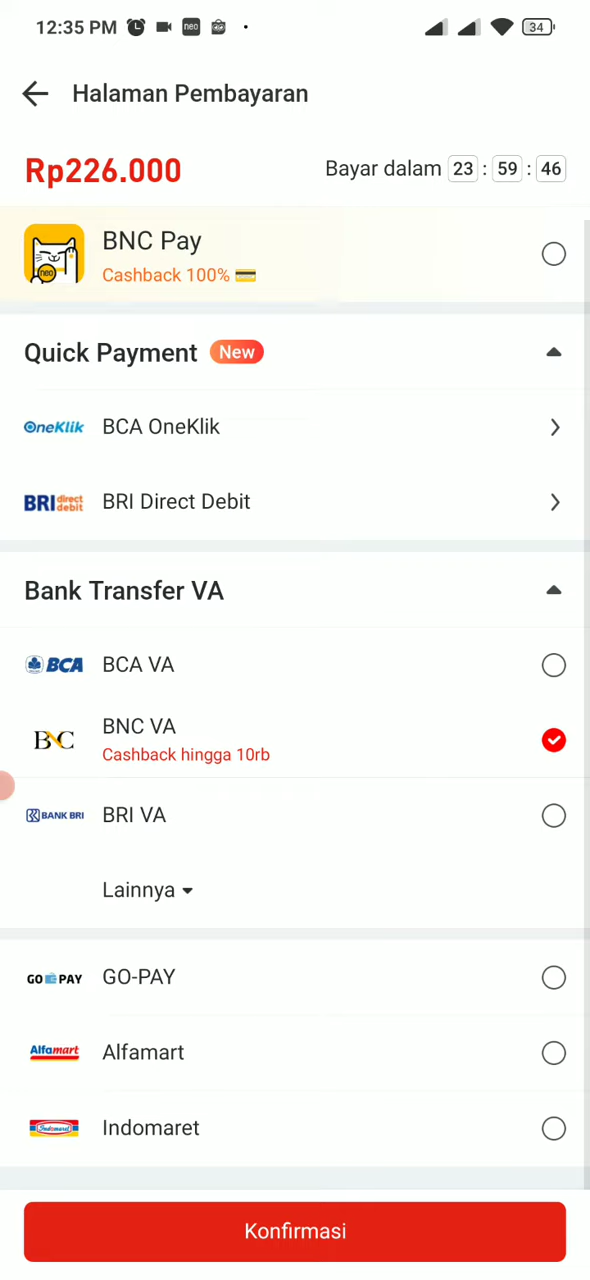 12:35 PM neo 34
Halaman Pembayaran
Rp226.000 Bayar dalam 23 : 59 : 46
BNC Pay
neo Cashback 100%
Quick Payment New
OneKlik BCA OneKlik
BRI direct debit BRI Direct Debit
Bank Transfer VA
BCA BCA VA
BNC BNC VA
Cashback hingga 10rb
BANK BRI BRI VA
Lainnya
GO PAY GO-PAY
Alfamart Alfamart
Indomaret Indomaret
Konfirmasi